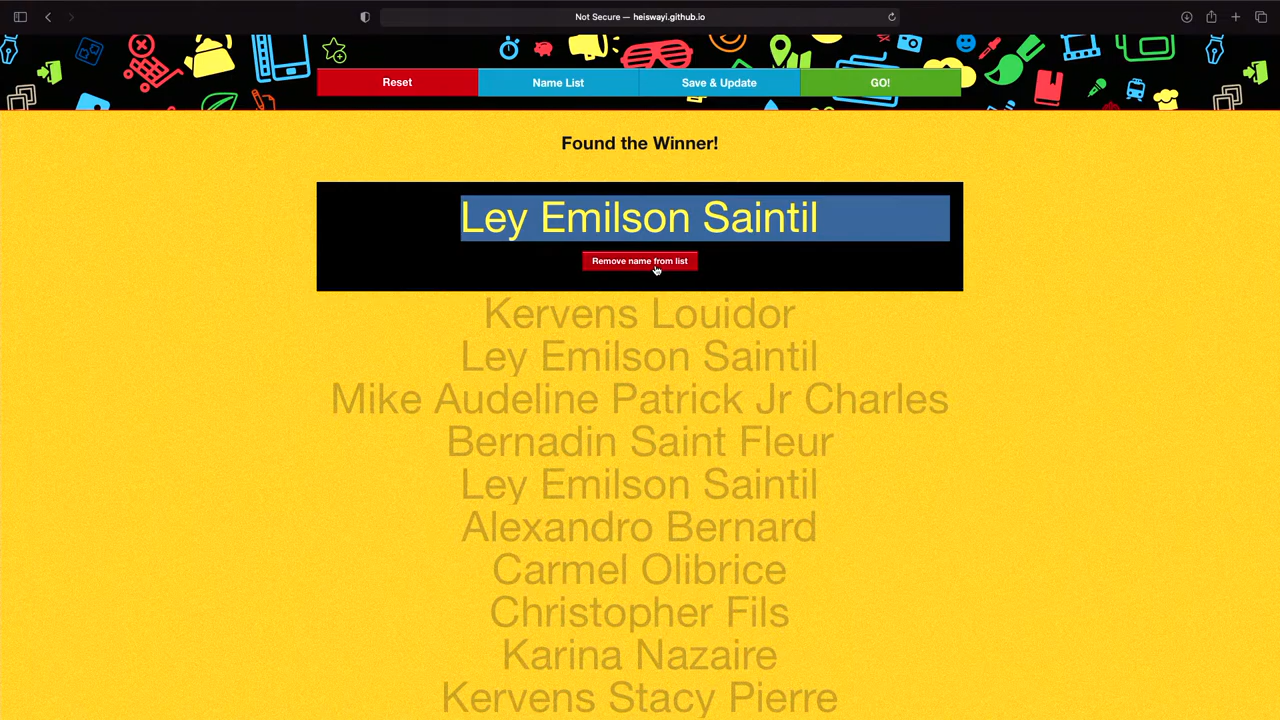 Not Secure — heiswayi.github.io
Reset
Name List
Save & Update
GO!
Found the Winner!
Ley Emilson Saintil
Remove name from list
Kervens Louidor
Ley Emilson Saintil
Mike Audeline Patrick Jr Charles
Bernadin Saint Fleur
Ley Emilson Saintil
Alexandro Bernard
Carmel Olibrice
Christopher Fils
Karina Nazaire
Kervens Stacy Pierre